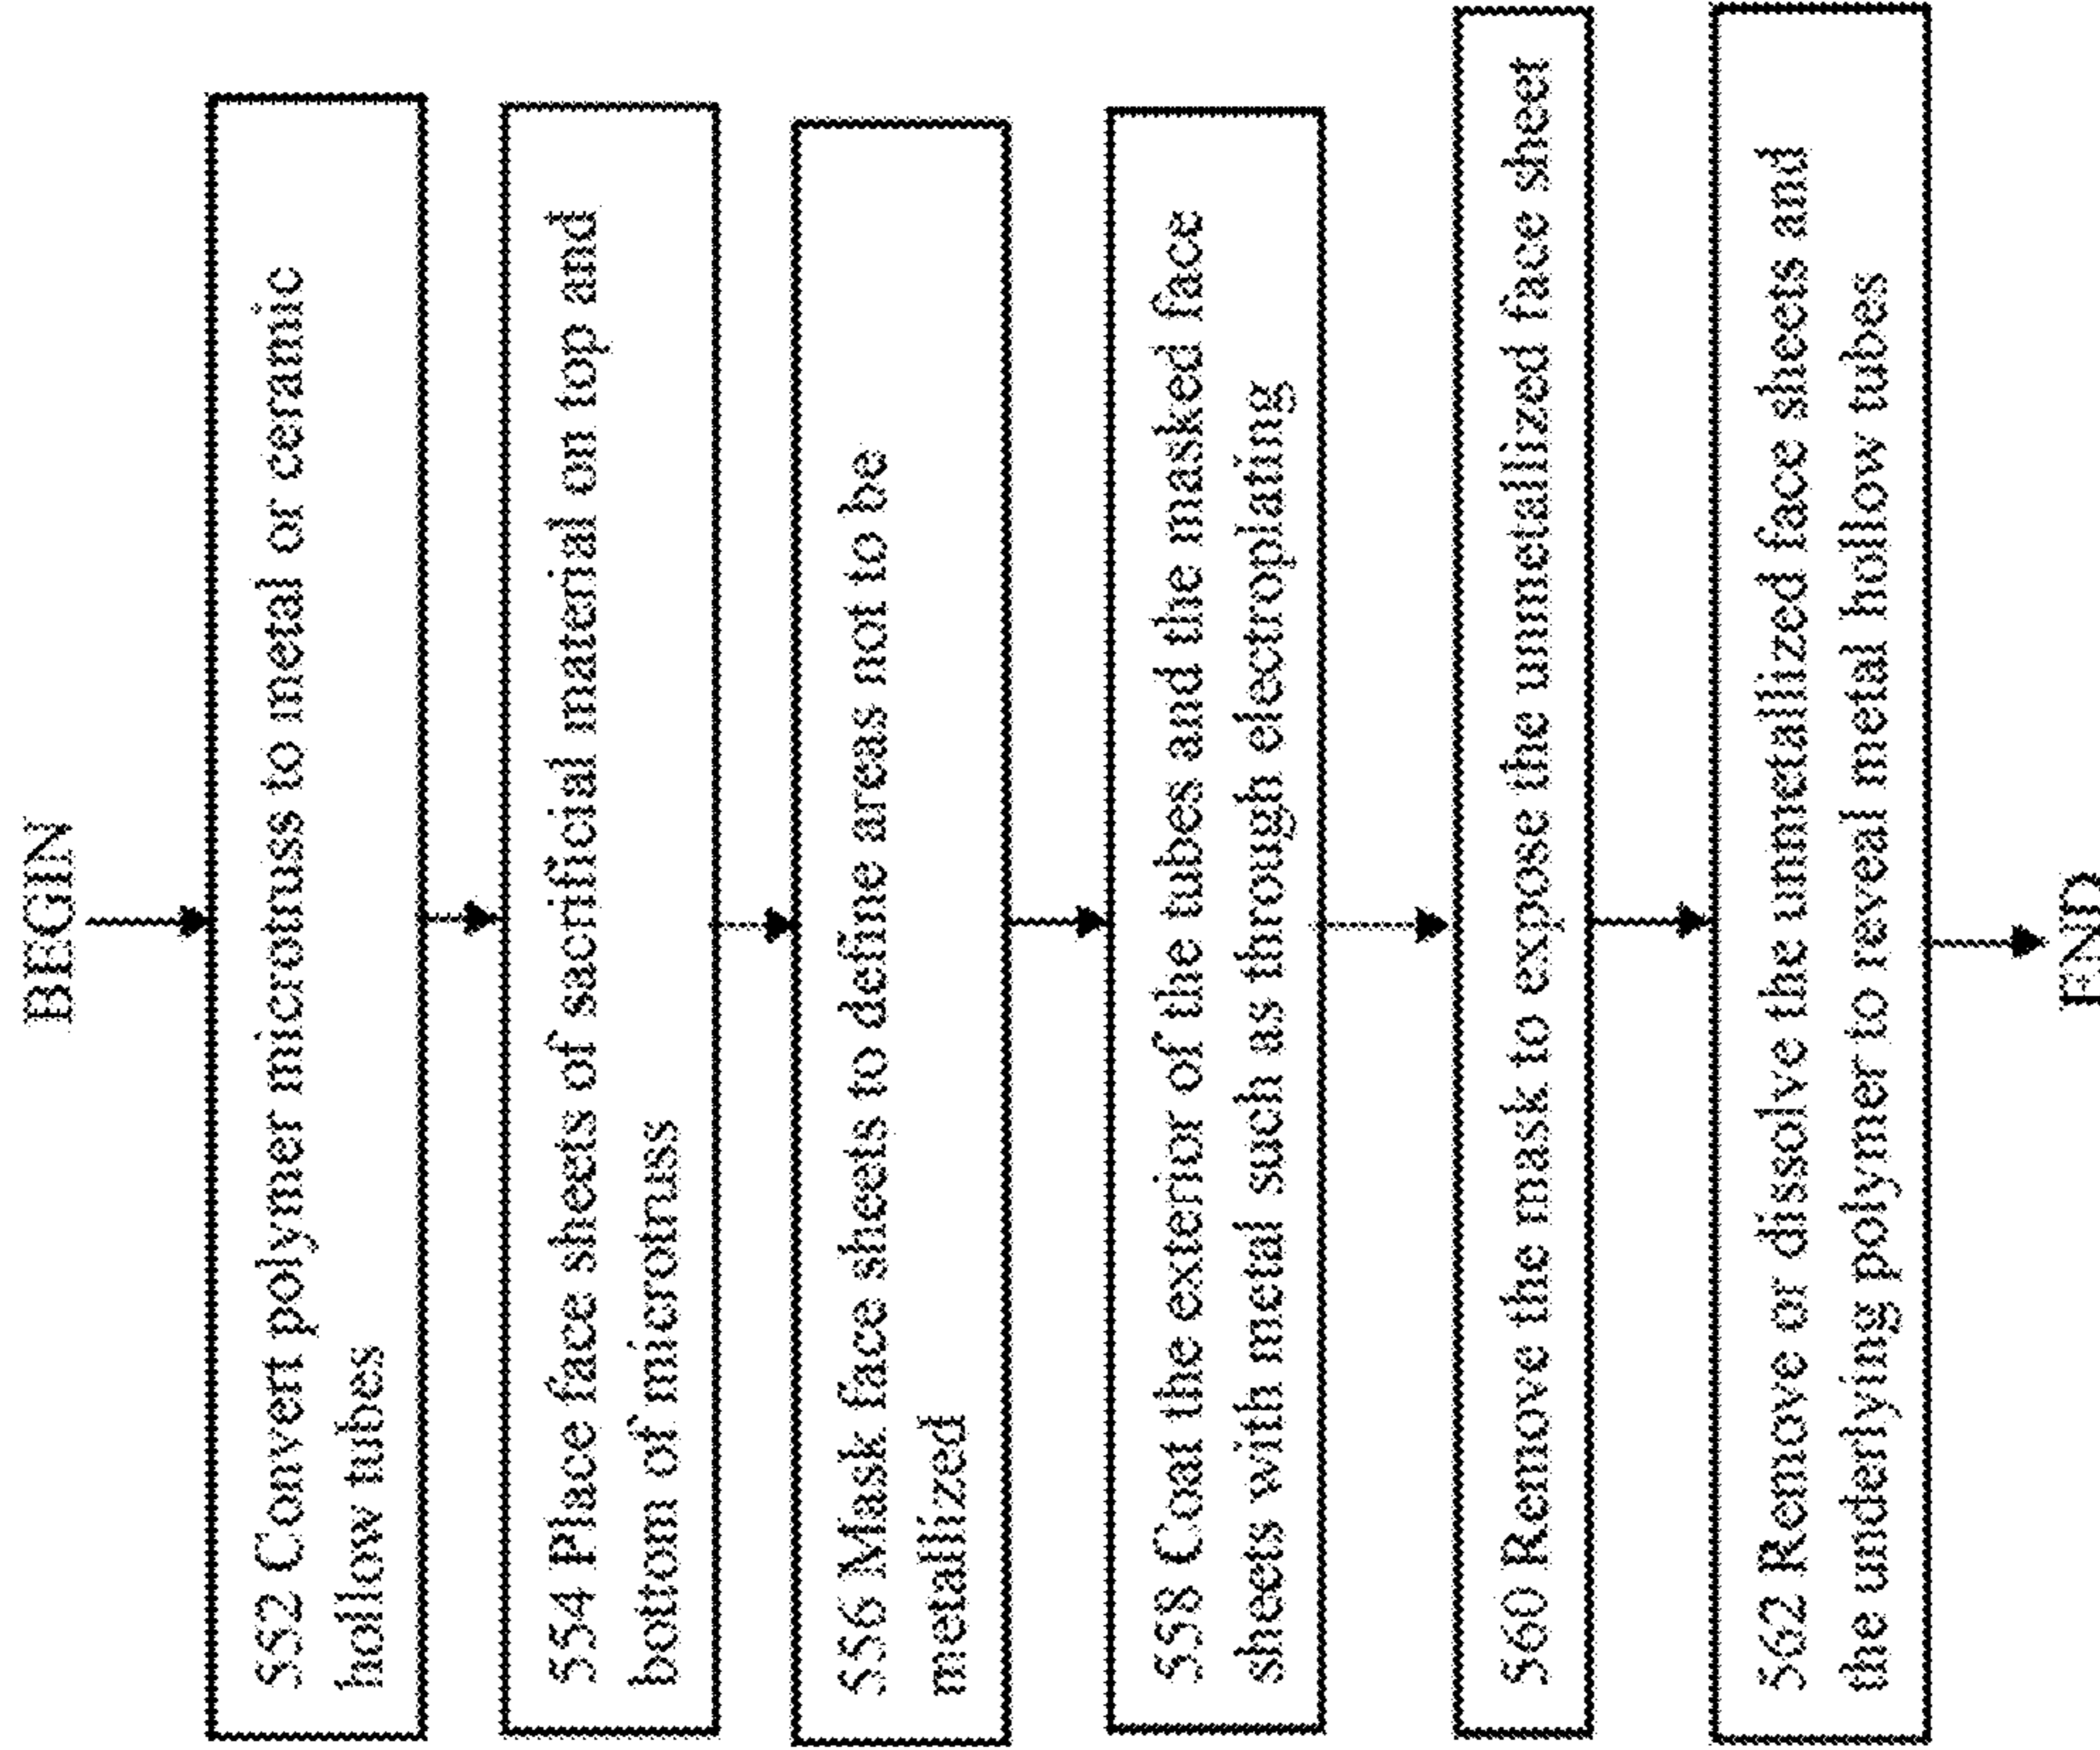 BEGIN
552 Convert polymer microtruss to metal or ceramic
hollow tubes
554 Place face sheets of sacrificial material on top and
bottom of microtruss
556 Mask face sheets to define areas not to be
metallized
558 Coat the exterior of the tubes and the masked face
sheets with metal such as through electroplating
560 Remove the mask to expose the unmetallized face sheet
562 Remove or dissolve the unmetallized face sheets and
the underlying polymer to reveal metal hollow tubes
END